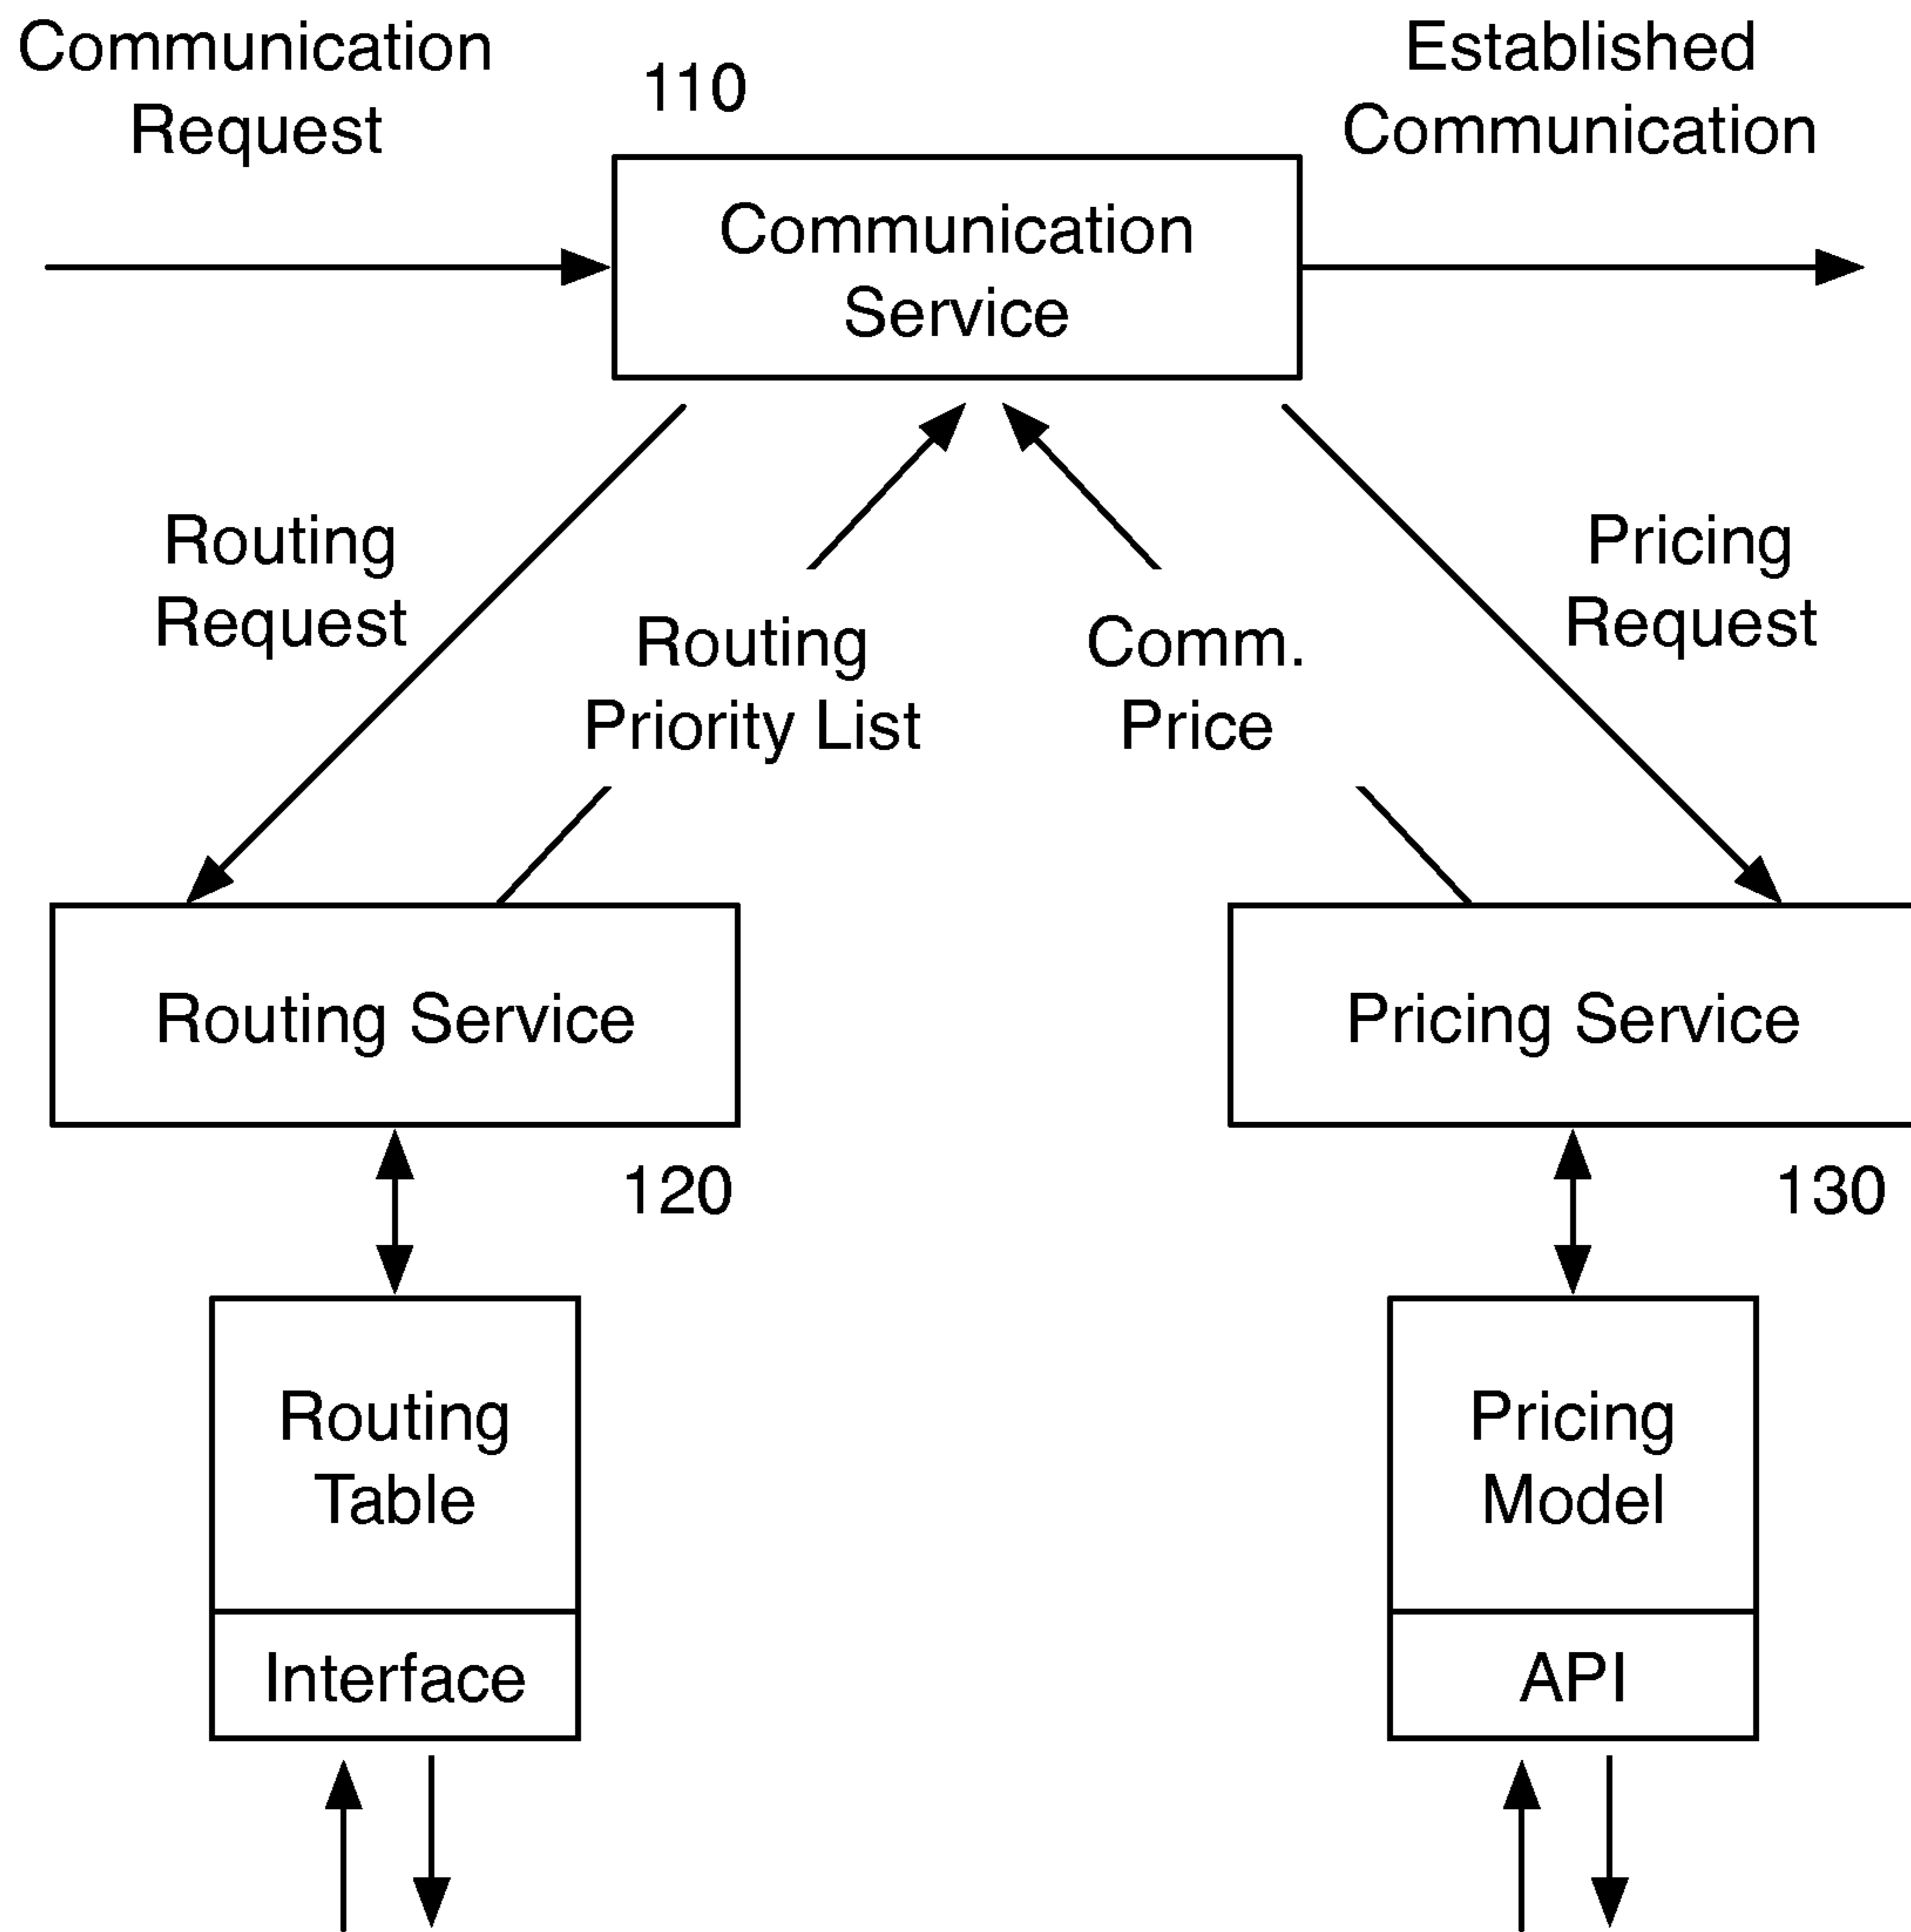 Communication
Request
110
Established
Communication
Communication
Service
Routing
Request
Routing
Priority List
Comm.
Price
Pricing
Request
Routing Service
Pricing Service
120
130
Routing
Table
Interface
Pricing
Model
API